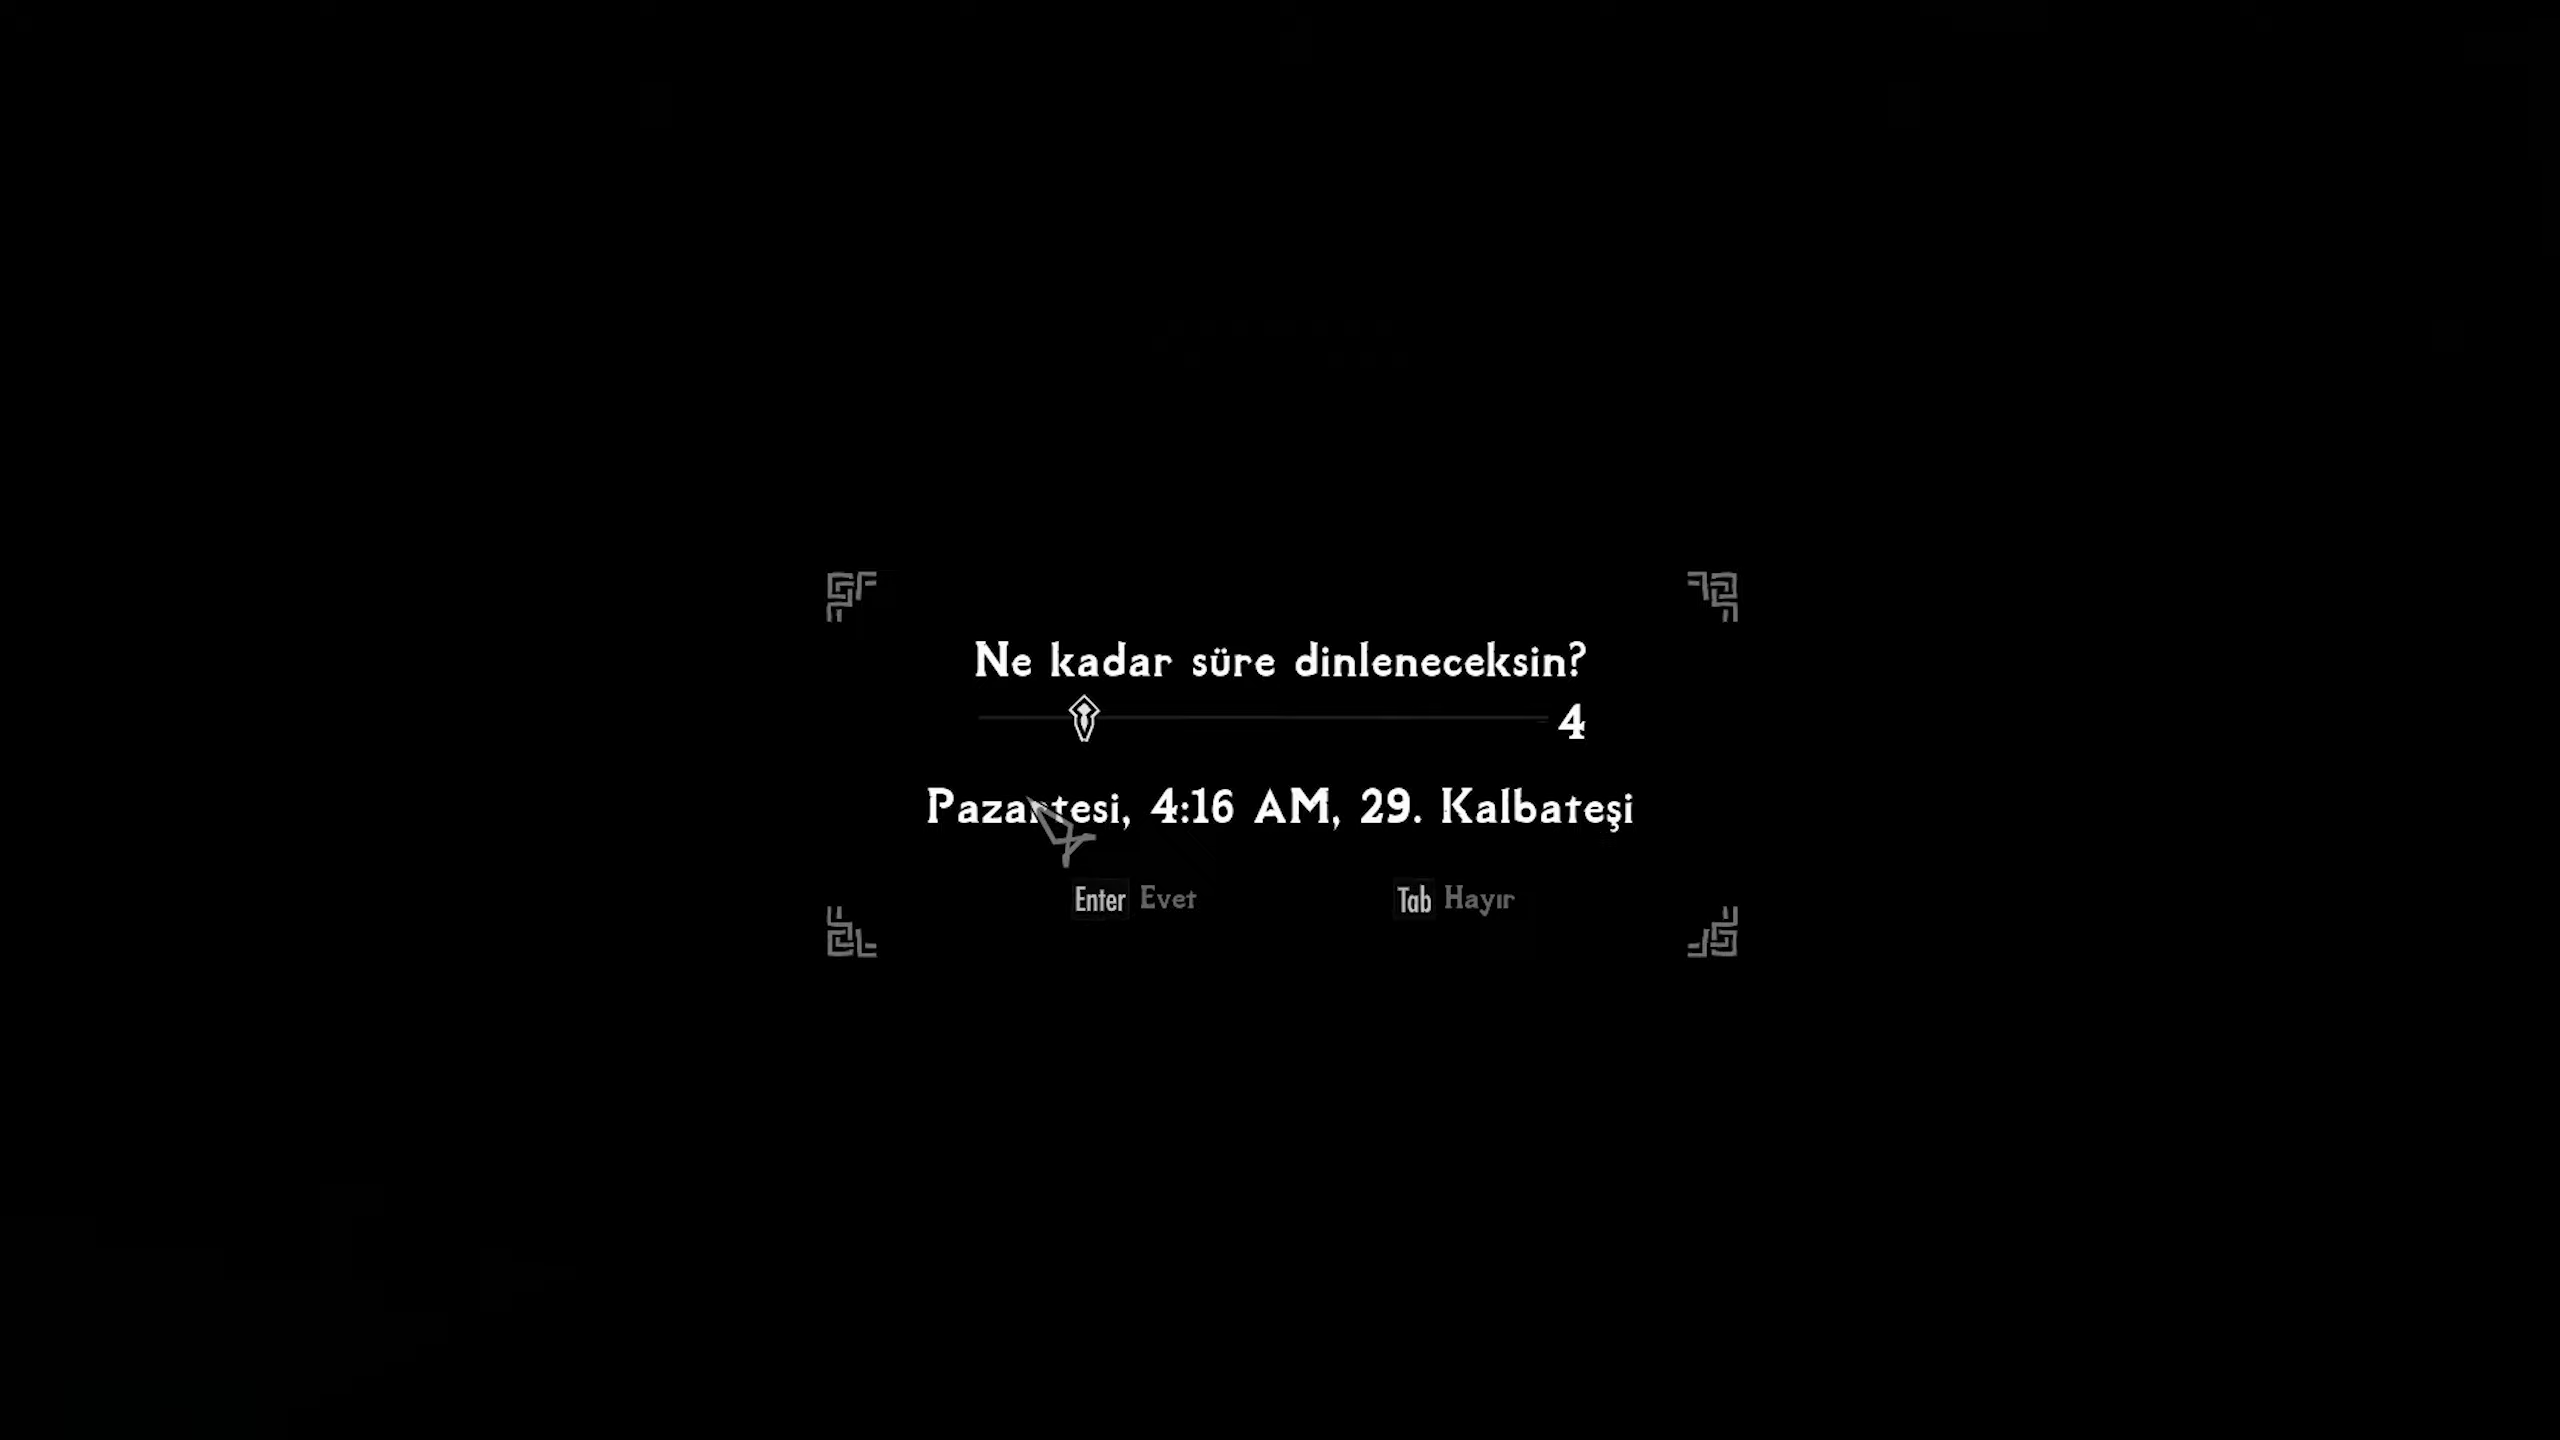 Ne kadar süre dinleneceksin?
4
Pazartesi, 4:16 AM, 29. Kalbateşi
Enter Evet Tab Hayır